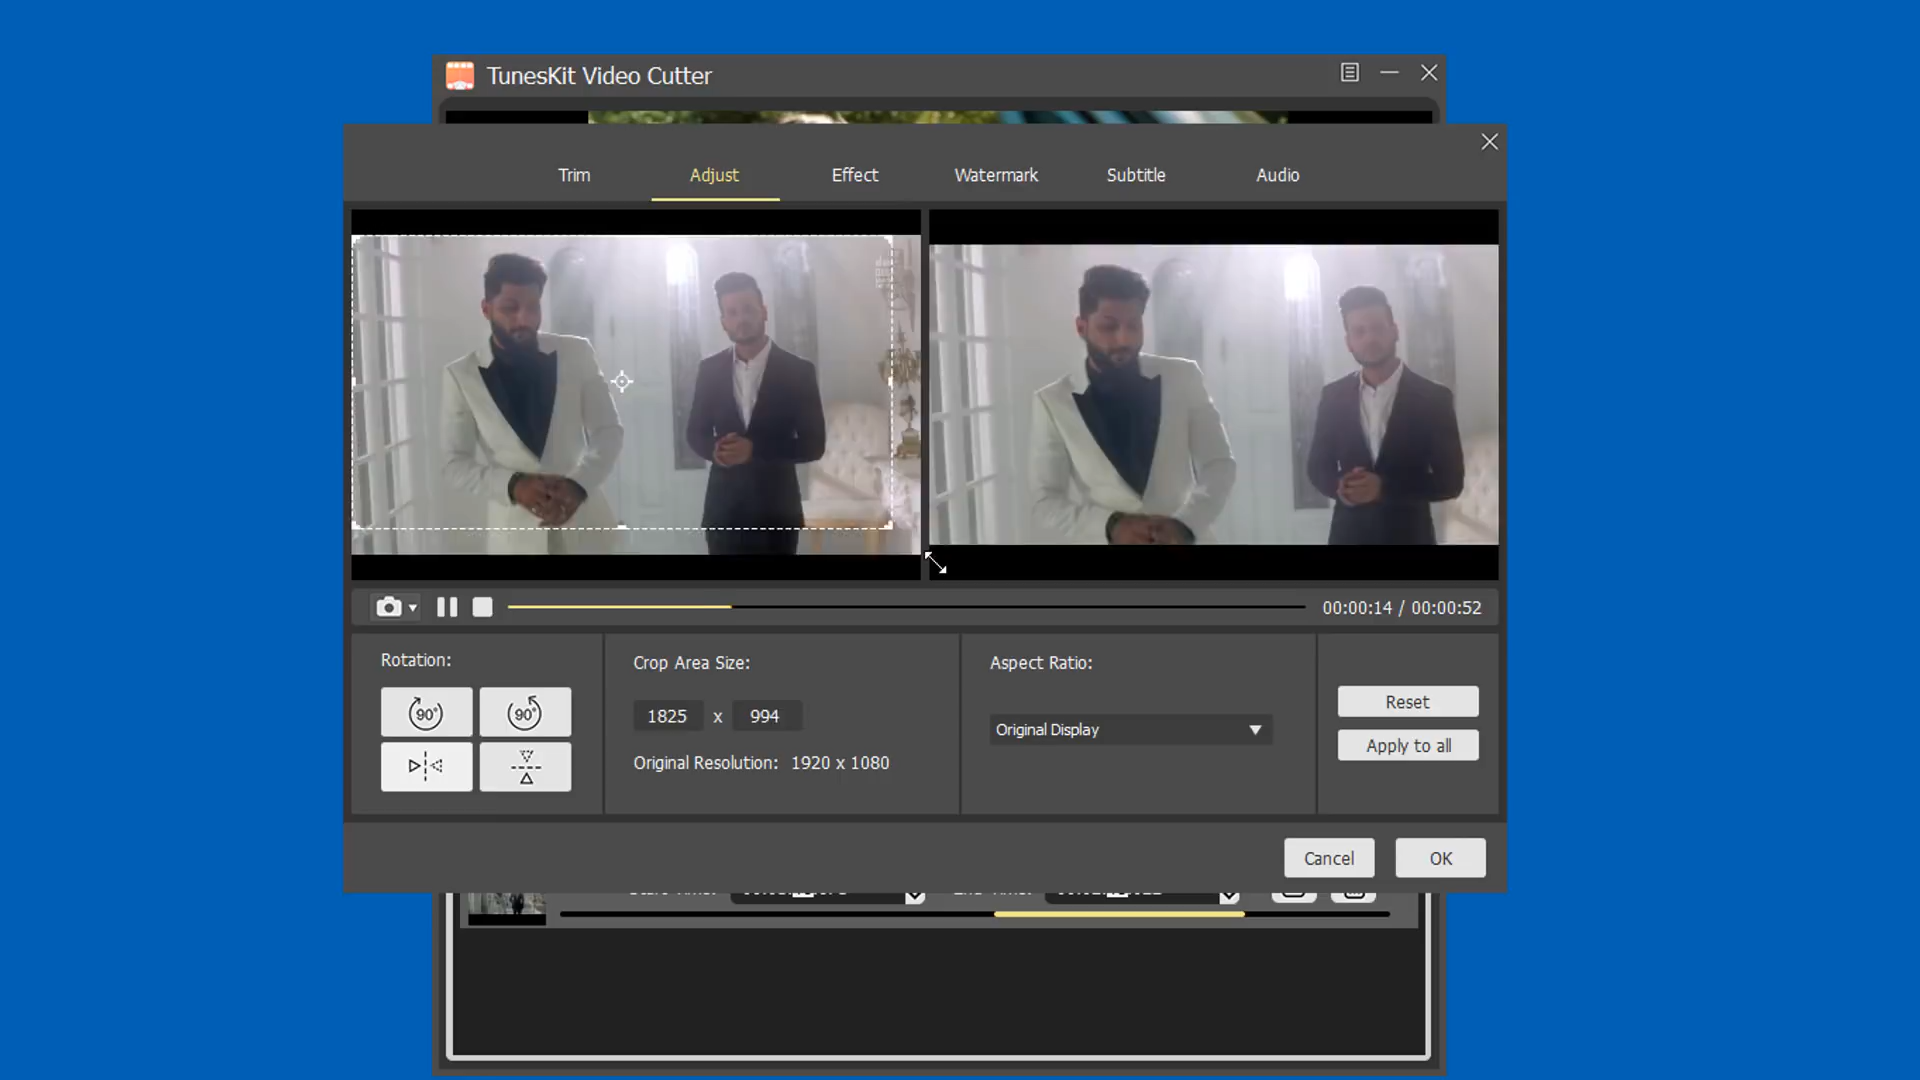 TunesKit Video Cutter
Trim Adjust Effect Watermark Subtitle Audio
00:00:14 / 00:00:52
Rotation:
90° 90°
Crop Area Size:
1825 x 994
Original Resolution: 1920 x 1080
Aspect Ratio:
Original Display
Reset
Apply to all
Cancel OK